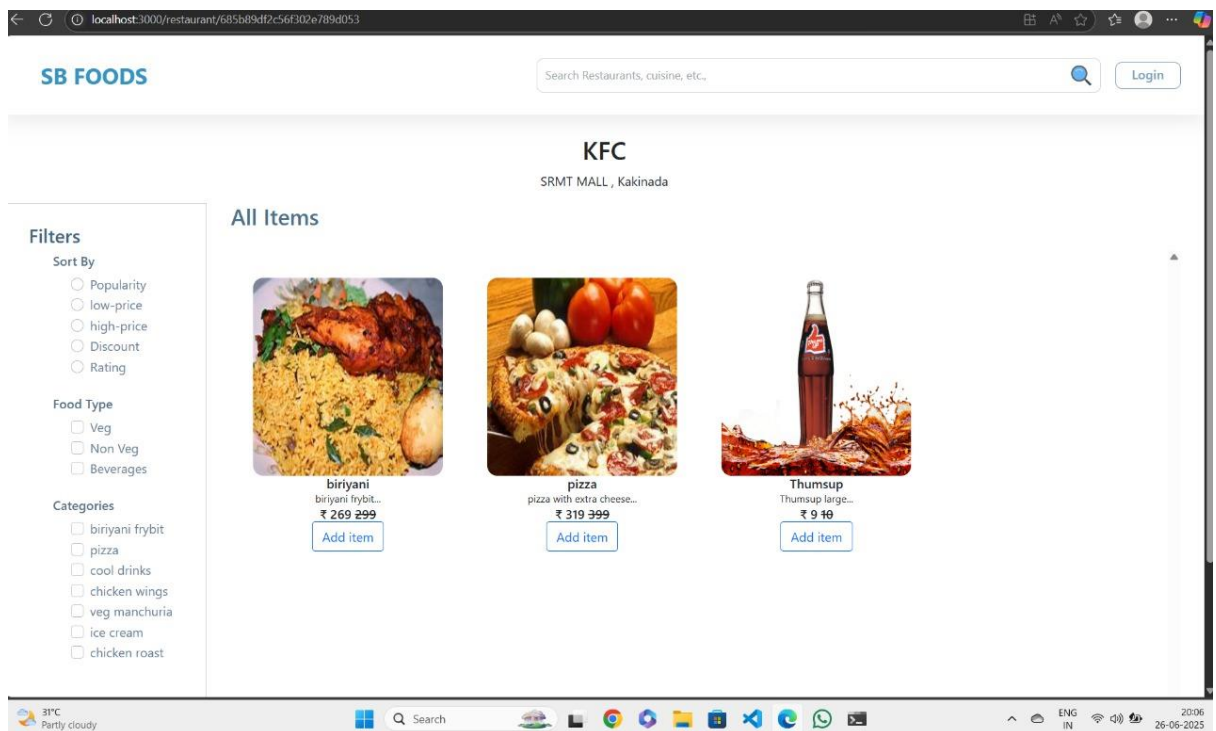 localhost:3000/restaurant/685b89df2c56f302e789d053
SB FOODS
Search Restaurants, cuisine, etc.,
Login
KFC
SRMT MALL , Kakinada
All Items
Filters
Sort By
Popularity
low-price
high-price
Discount
Rating
Food Type
Veg
Non Veg
Beverages
Categories
biriyani frybit
pizza
cool drinks
chicken wings
veg manchuria
ice cream
chicken roast
biriyani
biriyani frybit...
₹ 269 299
Add item
pizza
pizza with extra cheese...
₹ 319 399
Add item
Thumsup
Thumsup large...
₹ 9 10
Add item
31°C
Partly cloudy
Search
ENG
IN
20:06
26-06-2025